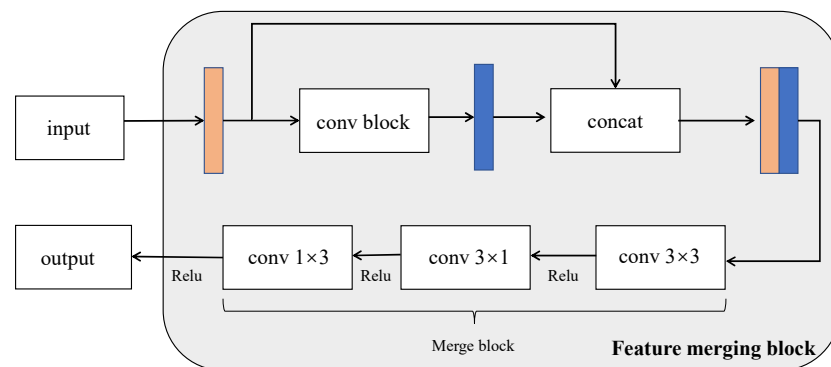 input
conv block
concat
output
Relu
conv 1×3
Relu
conv 3×1
Relu
conv 3×3
Merge block
Feature merging block